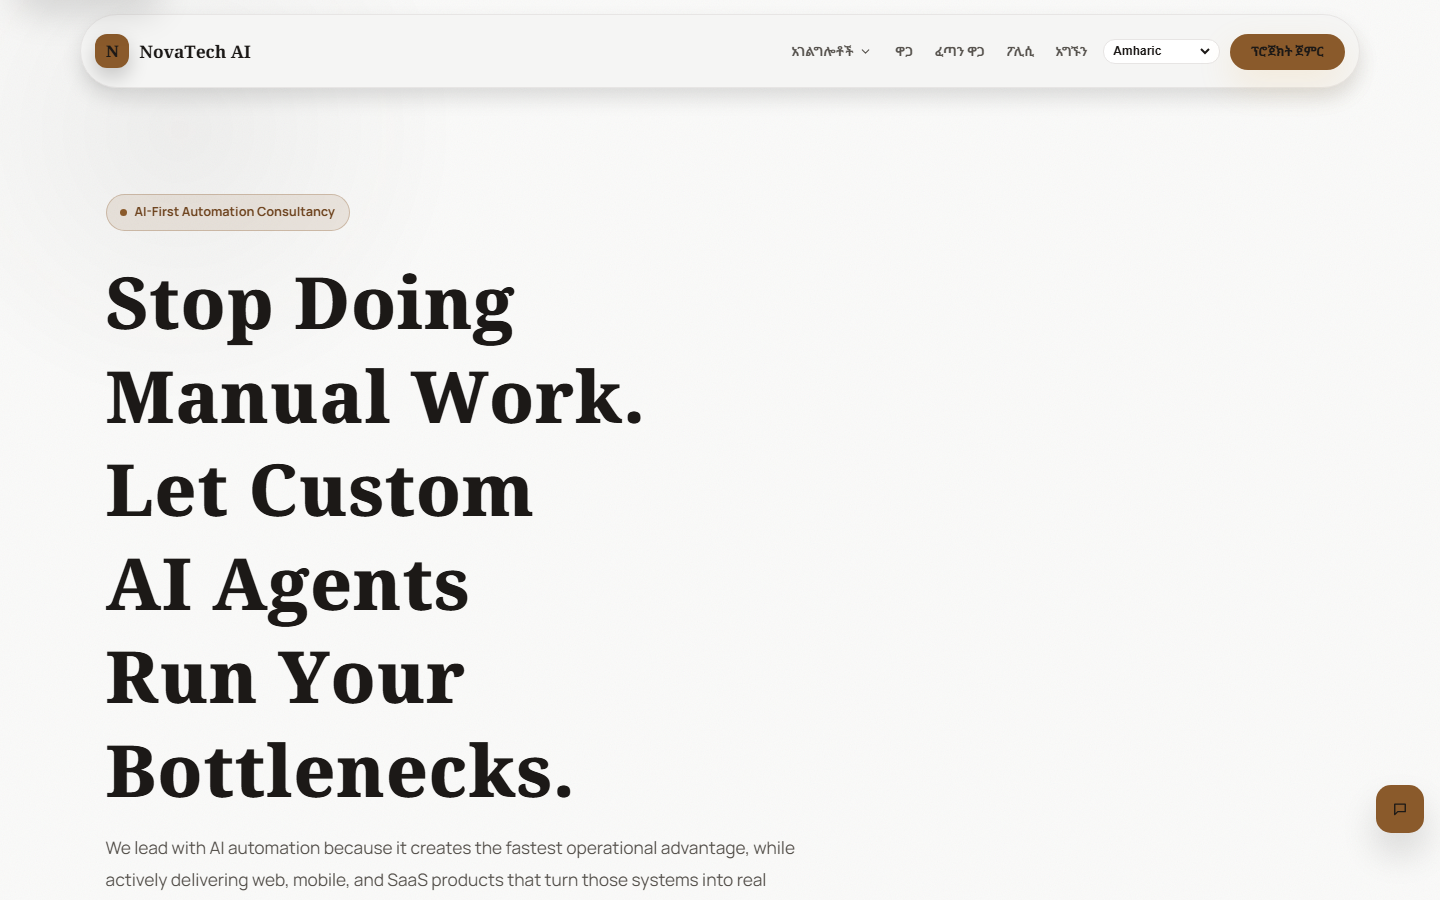 N NovaTech AI
አገልግሎቶች ዋጋ ፈጣን ዋጋ ፖሊሲ አግኙን Amharic ፕሮጀክት ጀምር
AI-First Automation Consultancy
Stop Doing
Manual Work.
Let Custom
AI Agents
Run Your
Bottlenecks.
We lead with AI automation because it creates the fastest operational advantage, while
actively delivering web, mobile, and SaaS products that turn those systems into real